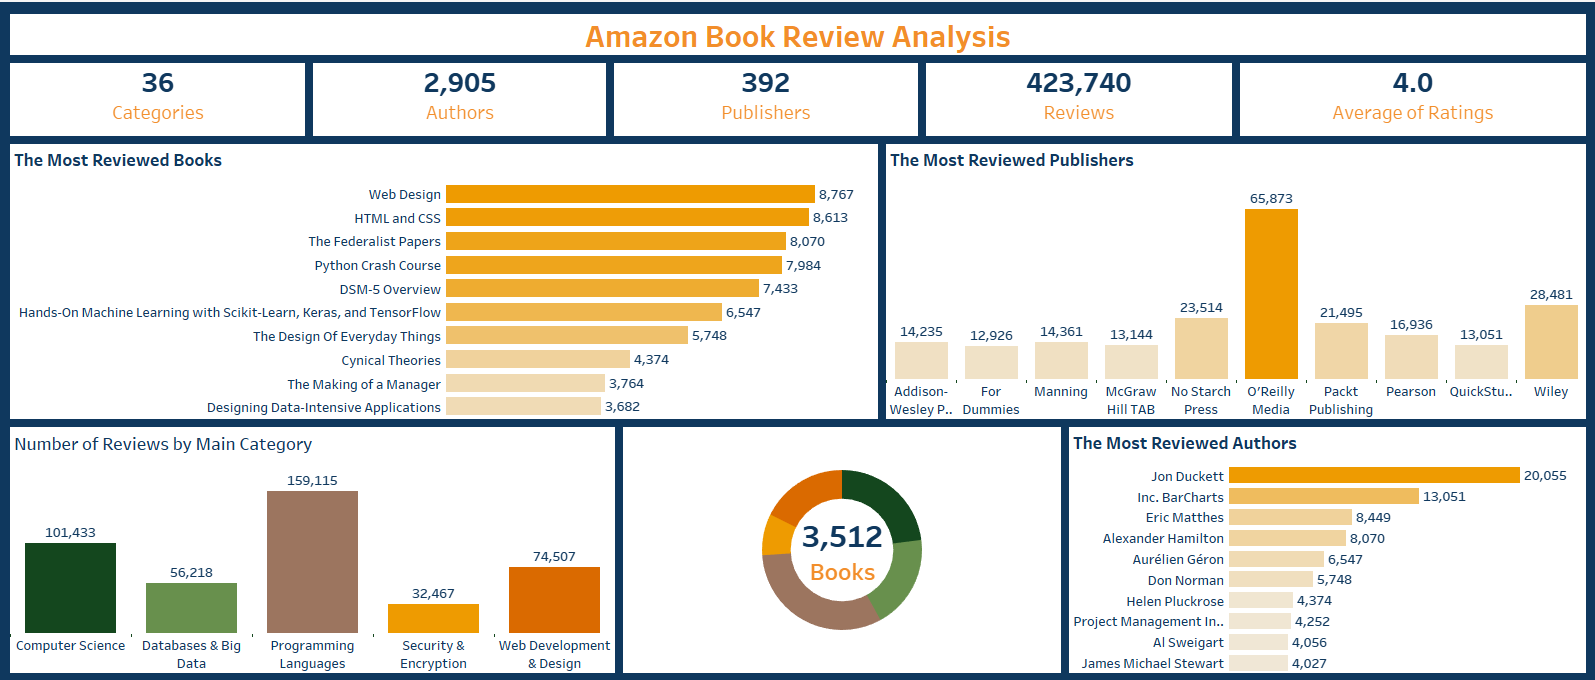 Amazon Book Review Analysis
36
Categories
2,905
Authors
392
Publishers
423,740
Reviews
4.0
Average of Ratings
The Most Reviewed Books
Web Design 8,767
HTML and CSS 8,613
The Federalist Papers 8,070
Python Crash Course 7,984
DSM-5 Overview 7,433
Hands-On Machine Learning with Scikit-Learn, Keras, and TensorFlow 6,547
The Design Of Everyday Things 5,748
Cynical Theories 4,374
The Making of a Manager 3,764
Designing Data-Intensive Applications 3,682
The Most Reviewed Publishers
14,235
12,926
14,361
13,144
23,514
65,873
21,495
16,936
13,051
28,481
Addison-
Wesley P..
For
Dummies
Manning
McGraw
Hill TAB
No Starch
Press
O’Reilly
Media
Packt
Publishing
Pearson
QuickStu..
Wiley
Number of Reviews by Main Category
101,433
56,218
159,115
32,467
74,507
Computer Science
Databases & Big
Data
Programming
Languages
Security &
Encryption
Web Development
& Design
3,512
Books
The Most Reviewed Authors
Jon Duckett 20,055
Inc. BarCharts 13,051
Eric Matthes 8,449
Alexander Hamilton 8,070
Aurélien Géron 6,547
Don Norman 5,748
Helen Pluckrose 4,374
Project Management In.. 4,252
Al Sweigart 4,056
James Michael Stewart 4,027